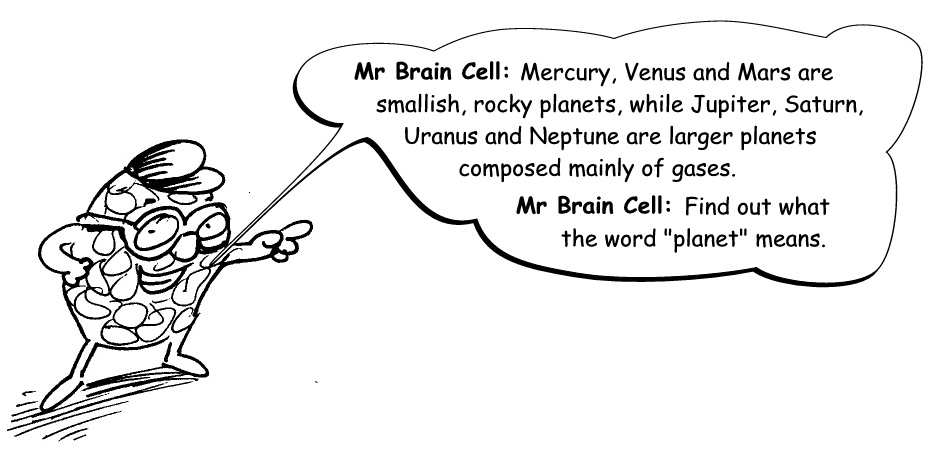 Mr Brain Cell: Mercury, Venus and Mars are
smallish, rocky planets, while Jupiter, Saturn,
Uranus and Neptune are larger planets
composed mainly of gases.
Mr Brain Cell: Find out what
the word "planet" means.